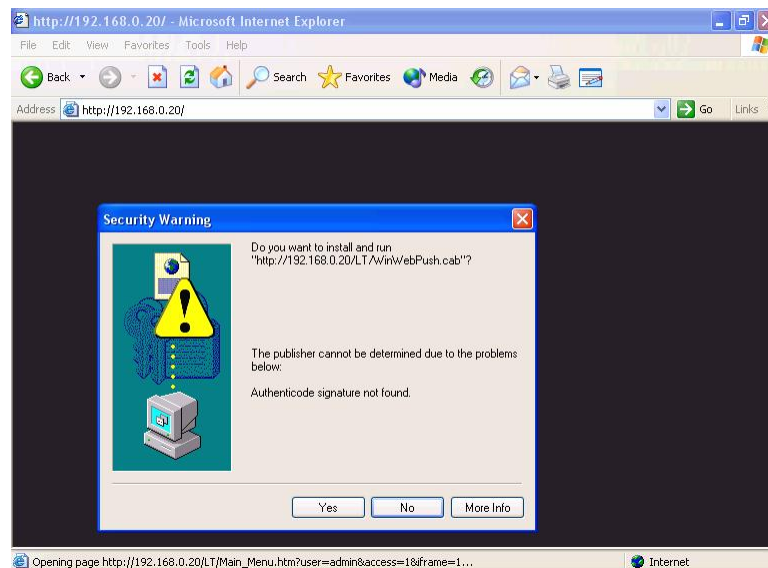 http://192.168.0.20/ - Microsoft Internet Explorer
File Edit View Favorites Tools Help
Back Search Favorites Media
Address http://192.168.0.20/ Go Links
Security Warning
Do you want to install and run
"http://192.168.0.20/LT/WinWebPush.cab"?
The publisher cannot be determined due to the problems
below:
Authenticode signature not found.
Yes No More Info
Opening page http://192.168.0.20/LT/Main_Menu.htm?user=admin&access=1&iframe=1... Internet